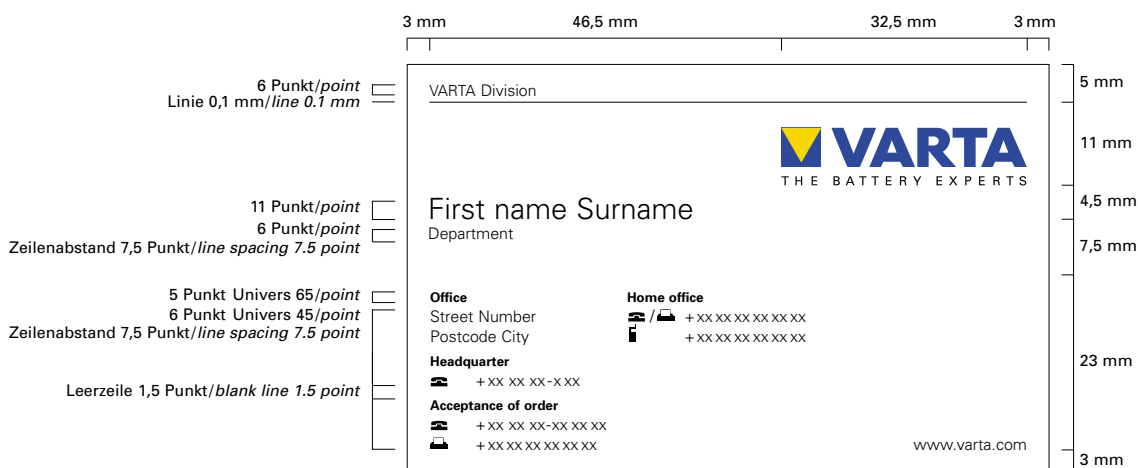 3 mm 46,5 mm 32,5 mm 3 mm
6 Punkt/point
Linie 0,1 mm/line 0.1 mm
11 Punkt/point
6 Punkt/point
Zeilenabstand 7,5 Punkt/line spacing 7.5 point
5 Punkt Univers 65/point
6 Punkt Univers 45/point
Zeilenabstand 7,5 Punkt/line spacing 7.5 point
Leerzeile 1,5 Punkt/blank line 1.5 point
VARTA Division
VARTA
THE BATTERY EXPERTS
First name Surname
Department
Office
Street Number
Postcode City
Home office
/ +xx xx xx xx xx xx
+xx xx xx xx xx xx
Headquarter
+xx xx xx-x xx
Acceptance of order
+xx xx xx-xx xx xx
+xx xx xx xx xx xx
www.varta.com
5 mm
11 mm
4,5 mm
7,5 mm
23 mm
3 mm